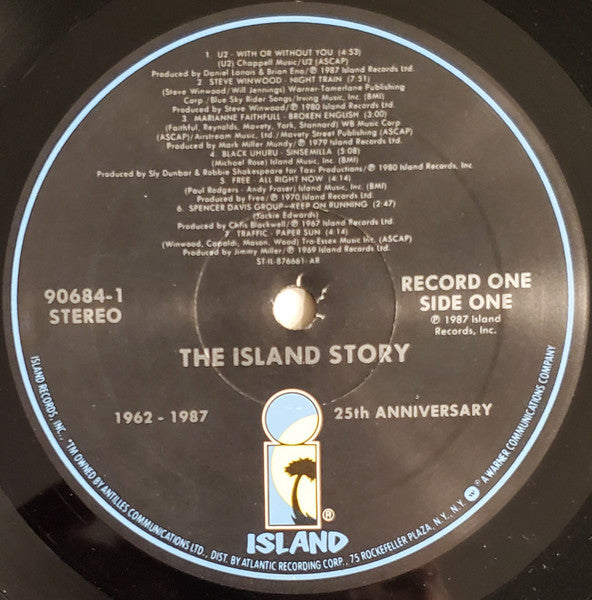 1. U2 - WITH OR WITHOUT YOU (4:53)
(U2) Chappell Music/U2 (ASCAP)
Produced by Daniel Lanois & Brian Eno/℗ 1987 Island Records Ltd.
2. STEVE WINWOOD - NIGHT TRAIN (7:51)
(Steve Winwood/Will Jennings) Warner-Tamerlane Publishing
Corp./Blue Sky Rider Songs/Irving Music, Inc. (BMI)
Produced by Steve Winwood/℗ 1980 Island Records Ltd.
3. MARIANNE FAITHFULL - BROKEN ENGLISH (3:00)
(Faithful, Reynolds, Mavety, York, Stannard) WB Music Corp
(ASCAP)/Airstream Music Ltd./Mavety Street Publishing (ASCAP)
Produced by Mark Miller Mundy/℗ 1979 Island Records Ltd.
4. BLACK UHURU - SINSEMILLA (5:08)
(Michael Rose) Island Music, Inc. (BMI)
Produced by Sly Dunbar & Robbie Shakespeare for Taxi Productions/℗ 1980 Island Records, Inc.
5. FREE - ALL RIGHT NOW (4:14)
(Paul Rodgers - Andy Fraser) Island Music, Inc. (BMI)
Produced by Free/℗ 1970 Island Records Ltd.
6. SPENCER DAVIS GROUP—KEEP ON RUNNING (2:47)
(Jackie Edwards)
Produced by Chris Blackwell/℗ 1967 Island Records Ltd.
7. TRAFFIC - PAPER SUN (4:14)
(Winwood, Capaldi, Mason, Wood) Tro-Essex Music Inc. (ASCAP)
Produced by Jimmy Miller/℗ 1969 Island Records Ltd.
ST-IL-876661-AR
90684-1
STEREO
RECORD ONE
SIDE ONE
℗ 1987 Island
Records, Inc.
THE ISLAND STORY
1962 - 1987
25th ANNIVERSARY
®
ISLAND
ISLAND RECORDS, INC., ™ OWNED BY ANTILLES COMMUNICATIONS LTD., DIST. BY ATLANTIC RECORDING CORP., 75 ROCKEFELLER PLAZA, N.Y., N.Y. ® A WARNER COMMUNICATIONS COMPANY